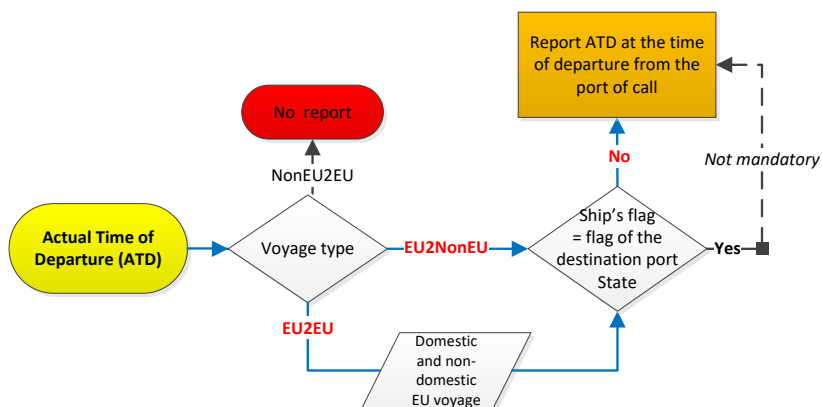 Report ATD at the time
of departure from the
port of call
No report
No
Not mandatory
NonEU2EU
Actual Time of
Departure (ATD)
Voyage type
EU2NonEU
Ship's flag
= flag of the
destination port
State
Yes
EU2EU
Domestic
and non-
domestic
EU voyage